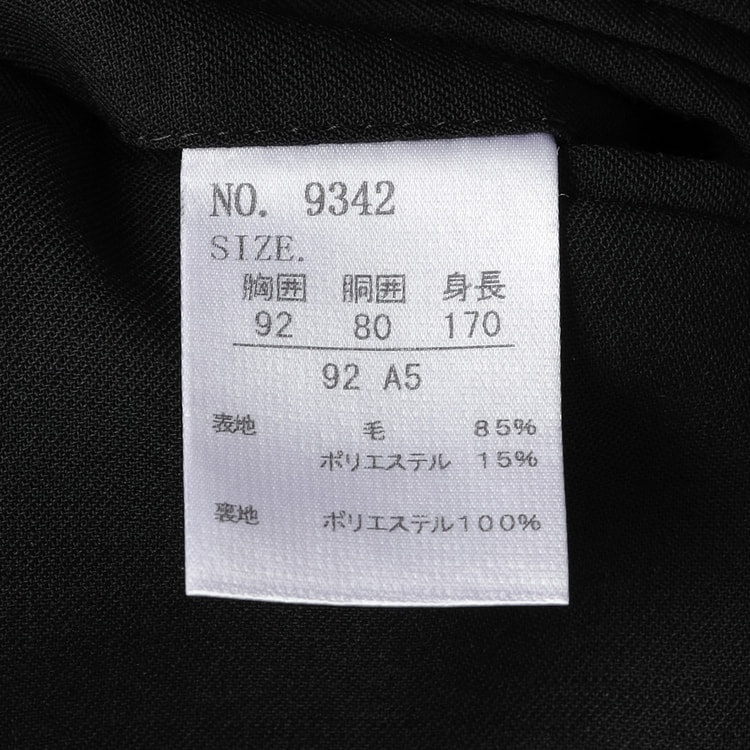 NO. 9342
SIZE.
胸囲 胴囲 身長
92 80 170
92 A5
表地 毛 85%
ポリエステル 15%
裏地 ポリエステル100%